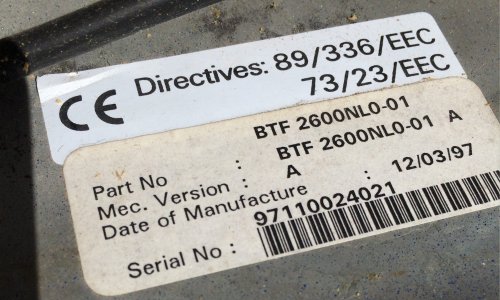 CE Directives: 89/336/EEC
73/23/EEC
BTF 2600NL0-01
Part No : BTF 2600NL0-01 A
Mec. Version : A
Date of Manufacture : 12/03/97
97110024021
Serial No :